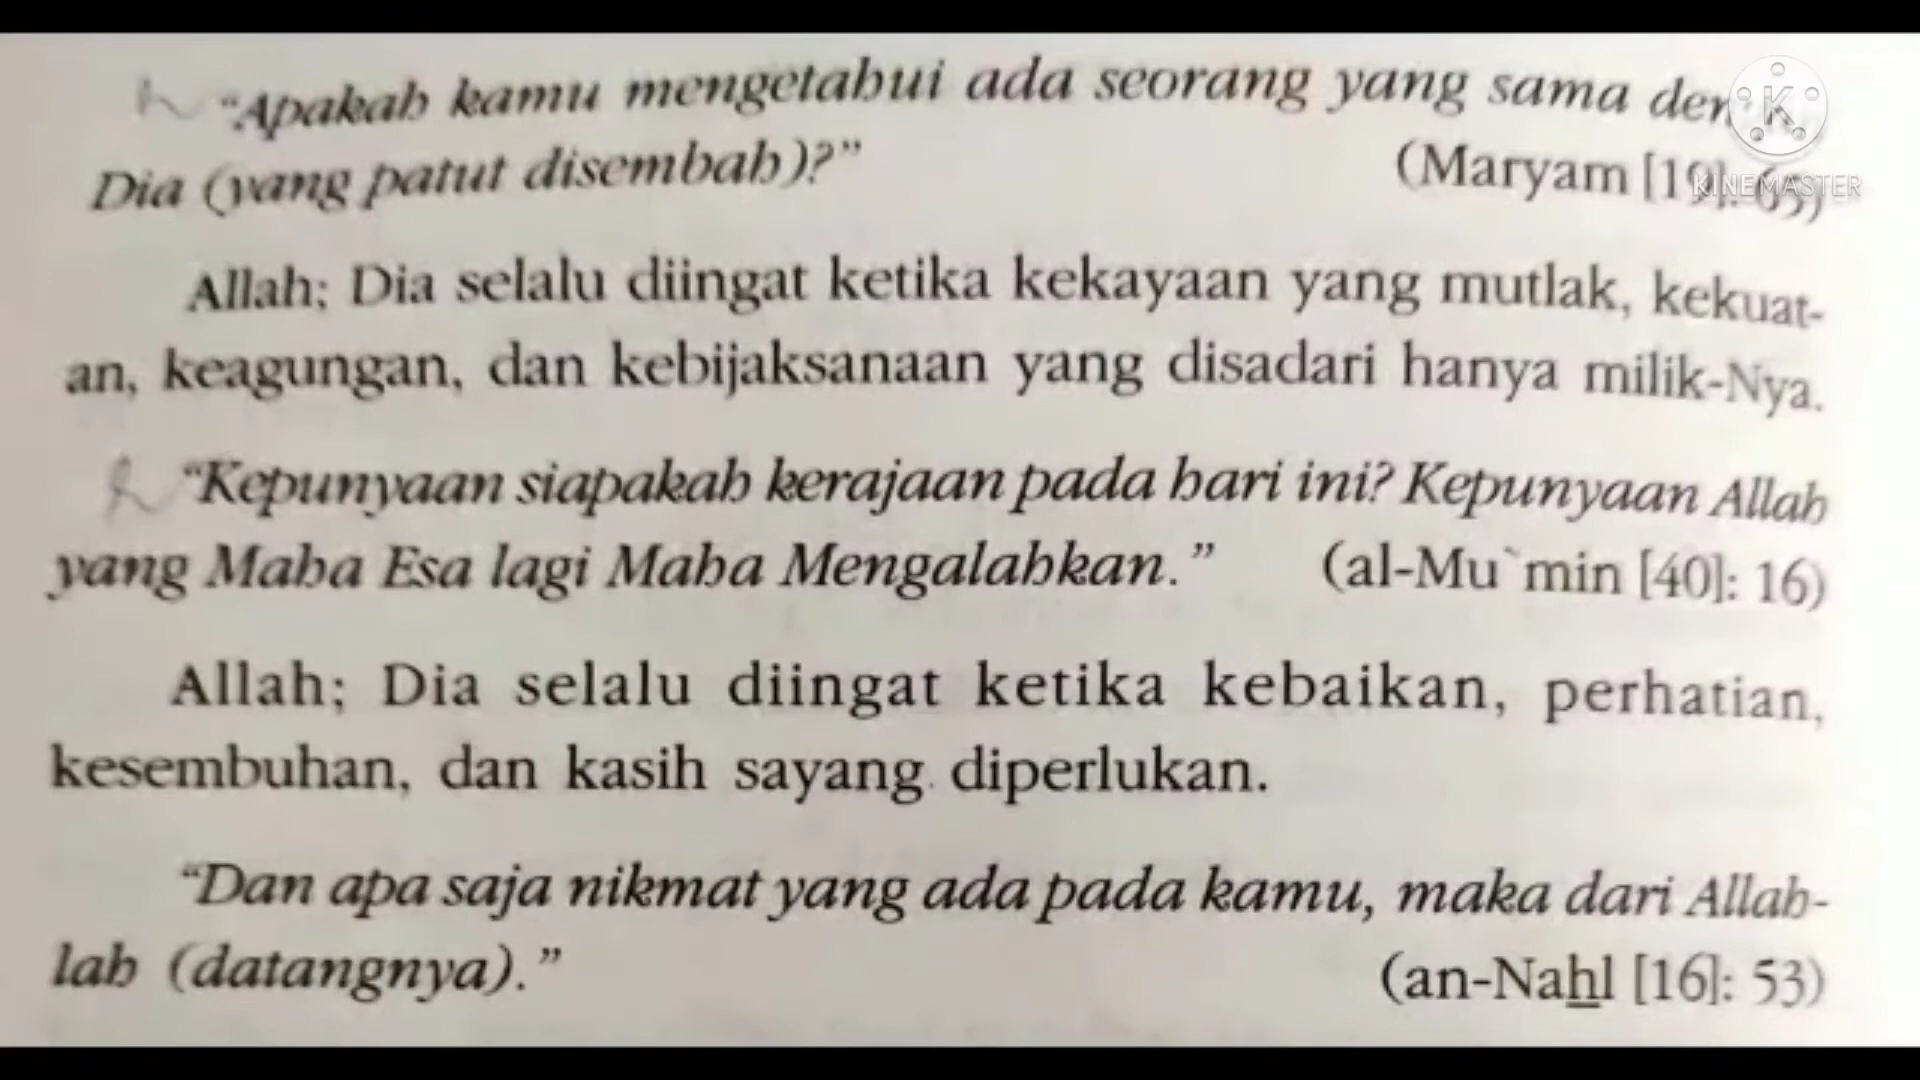 "Apakah kamu mengetahui ada seorang yang sama
Dia (yang patut disembah)?" (Maryam [19]: 65)
Allah; Dia selalu diingat ketika kekayaan yang mutlak, kekuat-
an, keagungan, dan kebijaksanaan yang disadari hanya milik-Nya.
"Kepunyaan siapakah kerajaan pada hari ini? Kepunyaan Allah
yang Maha Esa lagi Maha Mengalahkan." (al-Mu`min [40]: 16)
Allah; Dia selalu diingat ketika kebaikan, perhatian,
kesembuhan, dan kasih sayang diperlukan.
"Dan apa saja nikmat yang ada pada kamu, maka dari Allah-
lah (datangnya)." (an-Nahl [16]: 53)
K
KINEMASTER